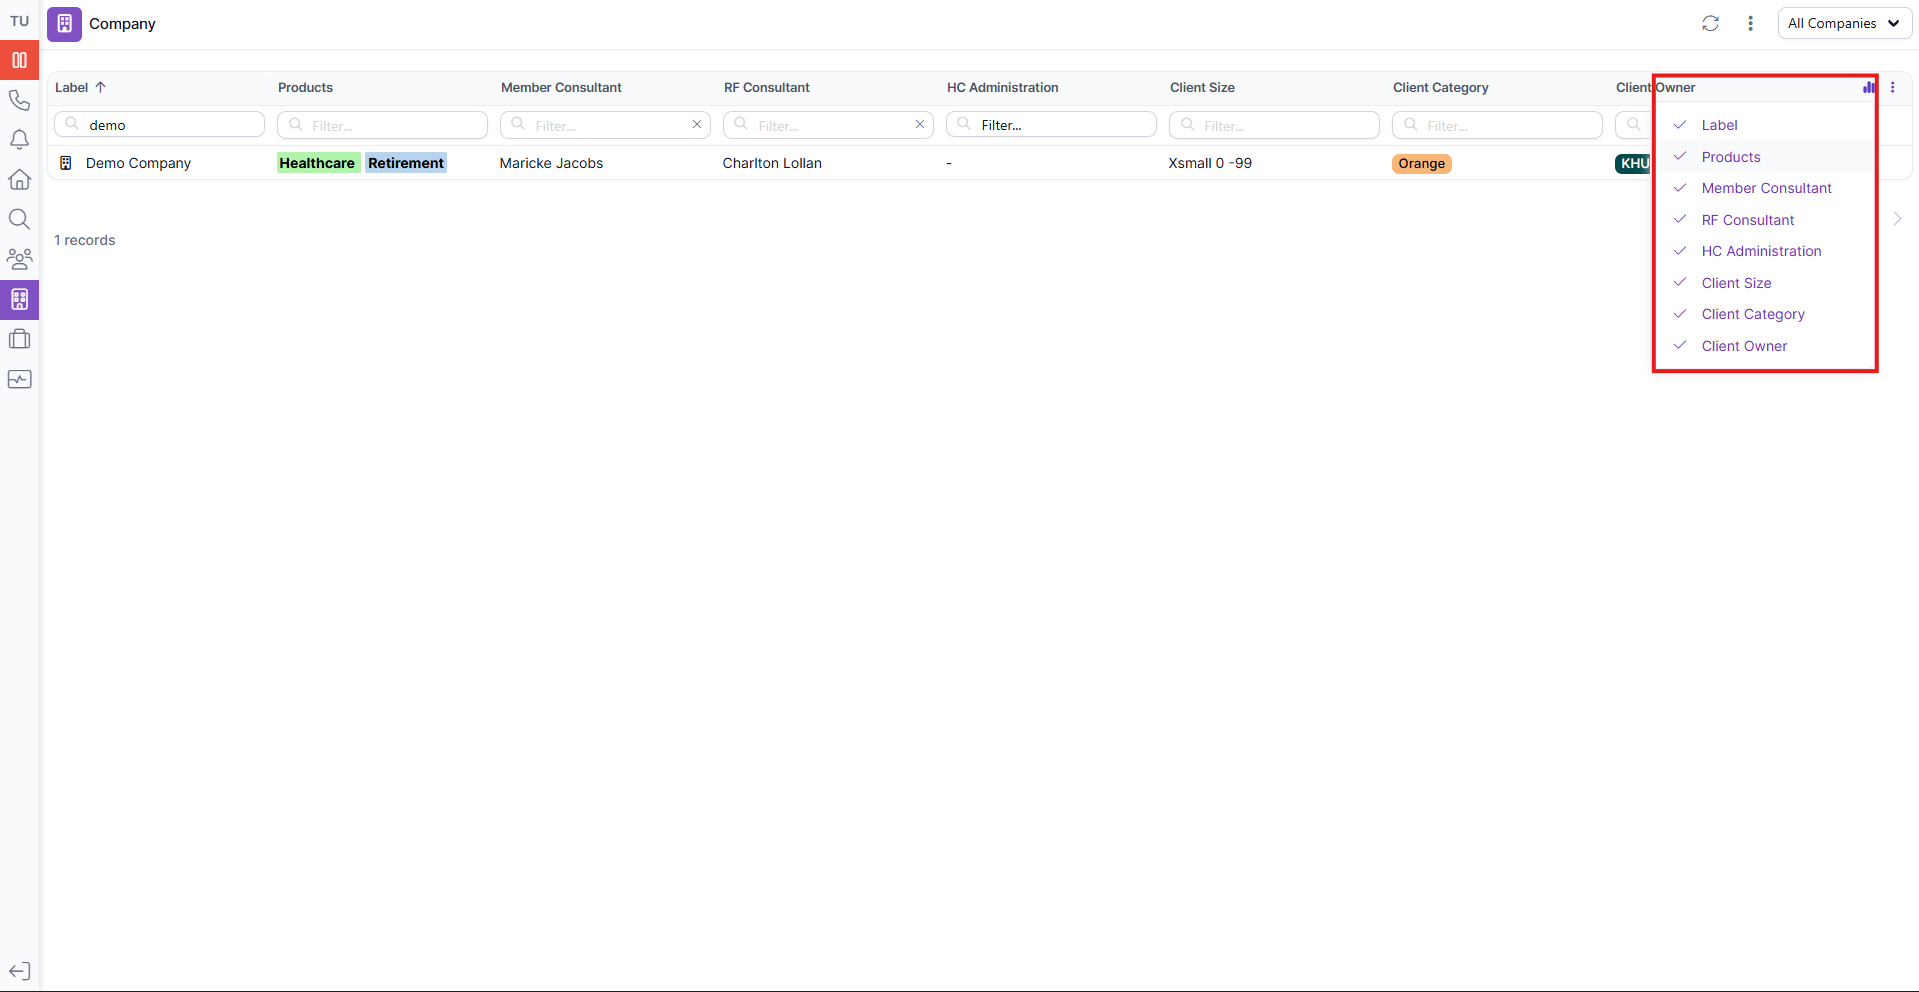 TU
Company
All Companies
Label Products Member Consultant RF Consultant HC Administration Client Size Client Category Client Owner
demo Filter... Filter... Filter... Filter... Filter... Filter...
Demo Company Healthcare Retirement Maricke Jacobs Charlton Lollan - Xsmall 0 -99 Orange KHU
1 records
Label
Products
Member Consultant
RF Consultant
HC Administration
Client Size
Client Category
Client Owner